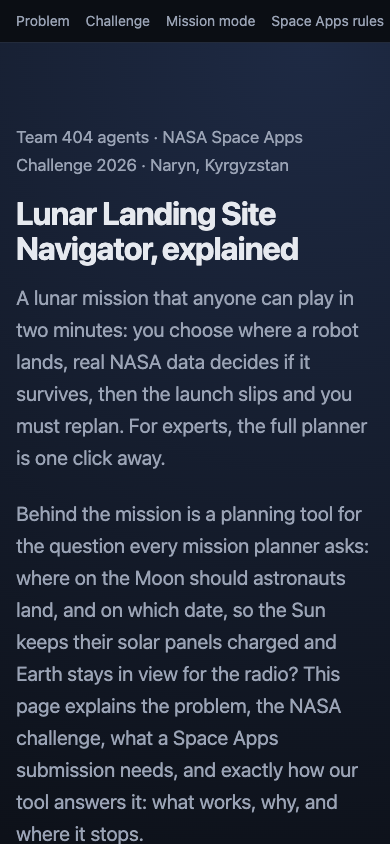 Problem Challenge Mission mode Space Apps rules
Team 404 agents · NASA Space Apps
Challenge 2026 · Naryn, Kyrgyzstan
Lunar Landing Site
Navigator, explained
A lunar mission that anyone can play in
two minutes: you choose where a robot
lands, real NASA data decides if it
survives, then the launch slips and you
must replan. For experts, the full planner
is one click away.
Behind the mission is a planning tool for
the question every mission planner asks:
where on the Moon should astronauts
land, and on which date, so the Sun
keeps their solar panels charged and
Earth stays in view for the radio? This
page explains the problem, the NASA
challenge, what a Space Apps
submission needs, and exactly how our
tool answers it: what works, why, and
where it stops.